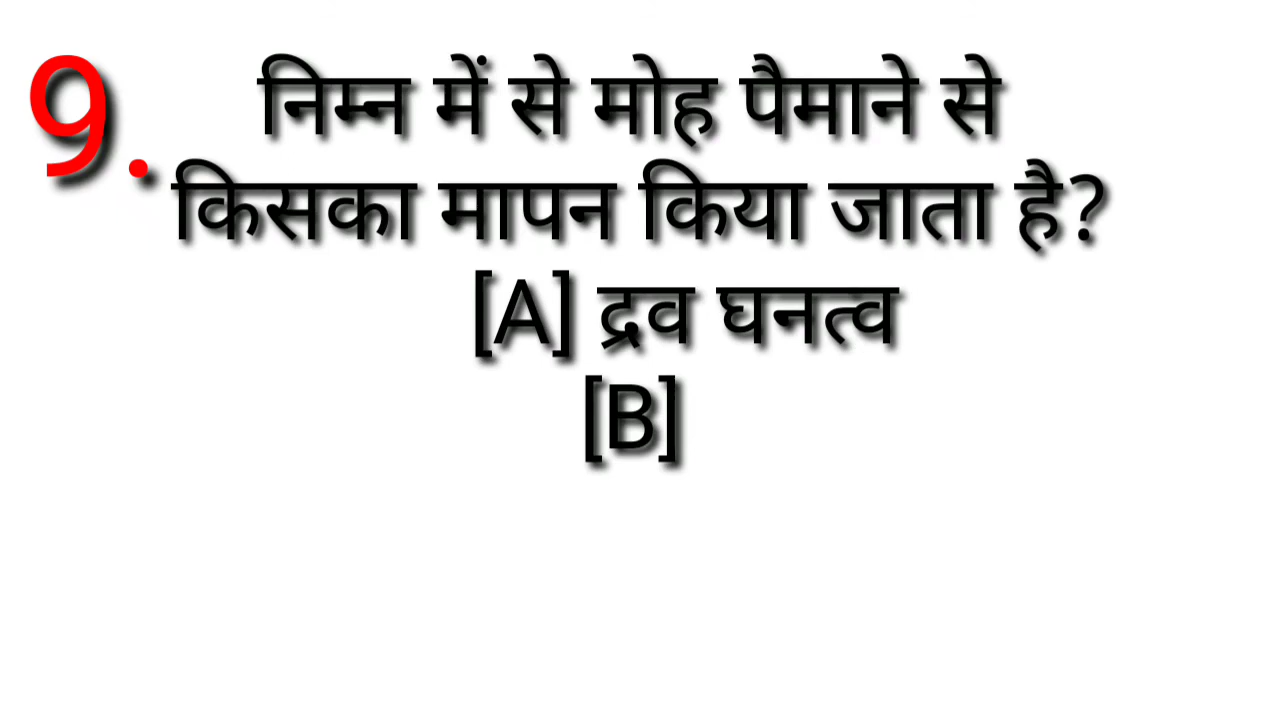 9. निम्न में से मोह पैमाने से
किसका मापन किया जाता है?
[A] द्रव घनत्व
[B]